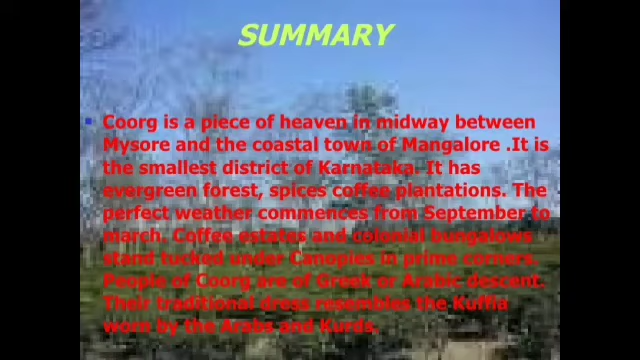 SUMMARY
Coorg is a piece of heaven in midway between
Mysore and the coastal town of Mangalore .It is
the smallest district of Karnataka. It has
evergreen forest, spices coffee plantations. The
perfect weather commences from September to
march. Coffee estates and colonial bungalows
stand tucked under Canopies in prime corners.
People of Coorg are of Greek or Arabic descent.
Their traditional dress resembles the Kuffia
worn by the Arabs and Kurds.